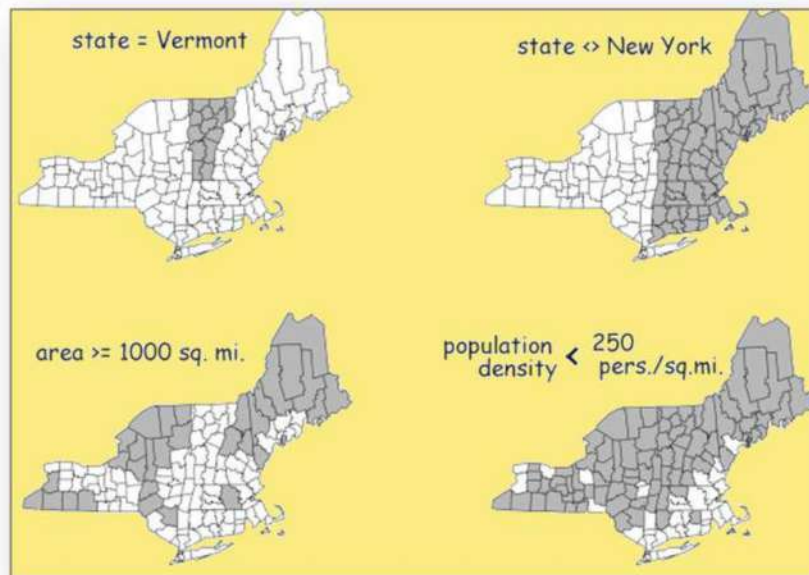 state = Vermont
state <> New York
area >= 1000 sq. mi.
population density < 250 pers./sq.mi.